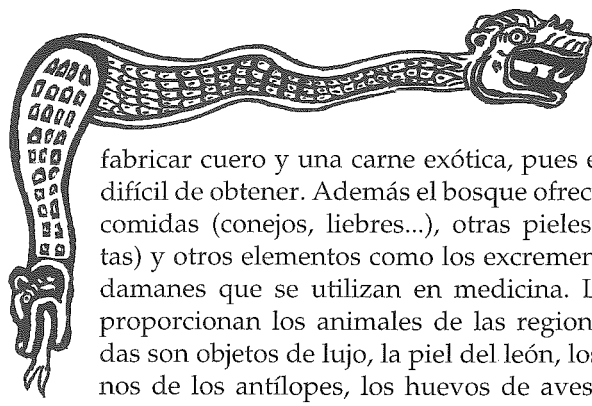 fabricar cuero y una carne exótica, pues e
difícil de obtener. Además el bosque ofrec
comidas (conejos, liebres...), otras pieles
tas) y otros elementos como los excremen
damanes que se utilizan en medicina. L
proporcionan los animales de las region
das son objetos de lujo, la piel del león, los
nos de los antílopes, los huevos de aves